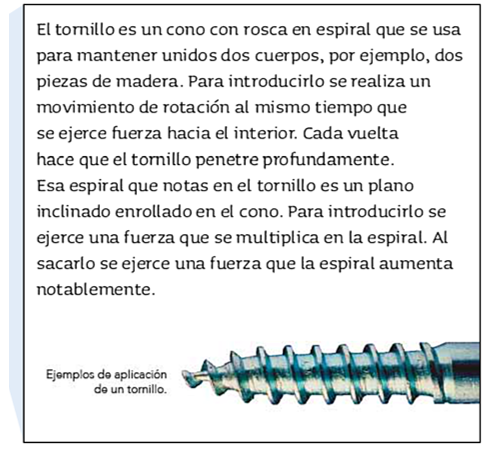 El tornillo es un cono con rosca en espiral que se usa
para mantener unidos dos cuerpos, por ejemplo, dos
piezas de madera. Para introducirlo se realiza un
movimiento de rotación al mismo tiempo que
se ejerce fuerza hacia el interior. Cada vuelta
hace que el tornillo penetre profundamente.
Esa espiral que notas en el tornillo es un plano
inclinado enrollado en el cono. Para introducirlo se
ejerce una fuerza que se multiplica en la espiral. Al
sacarlo se ejerce una fuerza que la espiral aumenta
notablemente.
Ejemplos de aplicación
de un tornillo.